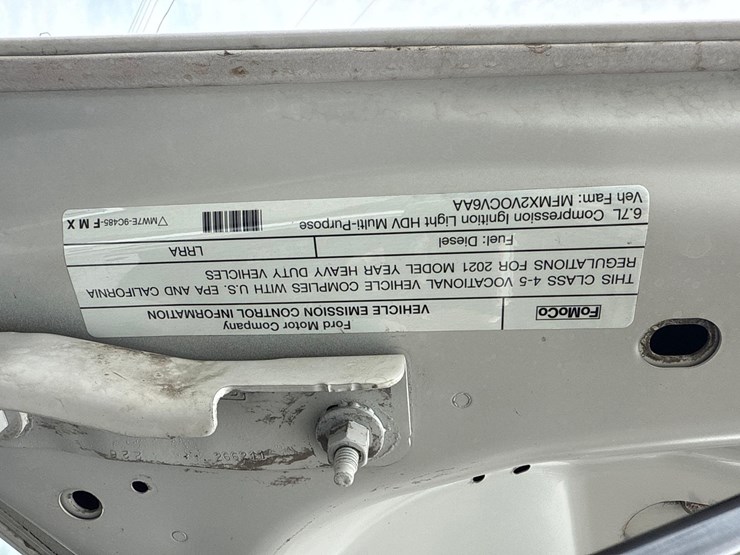 FoMoCo
Ford Motor Company
VEHICLE EMISSION CONTROL INFORMATION
THIS CLASS 4-5 VOCATIONAL VEHICLE COMPLIES WITH U.S. EPA AND CALIFORNIA
REGULATIONS FOR 2021 MODEL YEAR HEAVY DUTY VEHICLES
Fuel: Diesel LRRA
6.7L Compression Ignition Light HDV Multi-Purpose
Veh Fam: MFMX2VOCV6AA
▽ MW7E-9C485-F M X